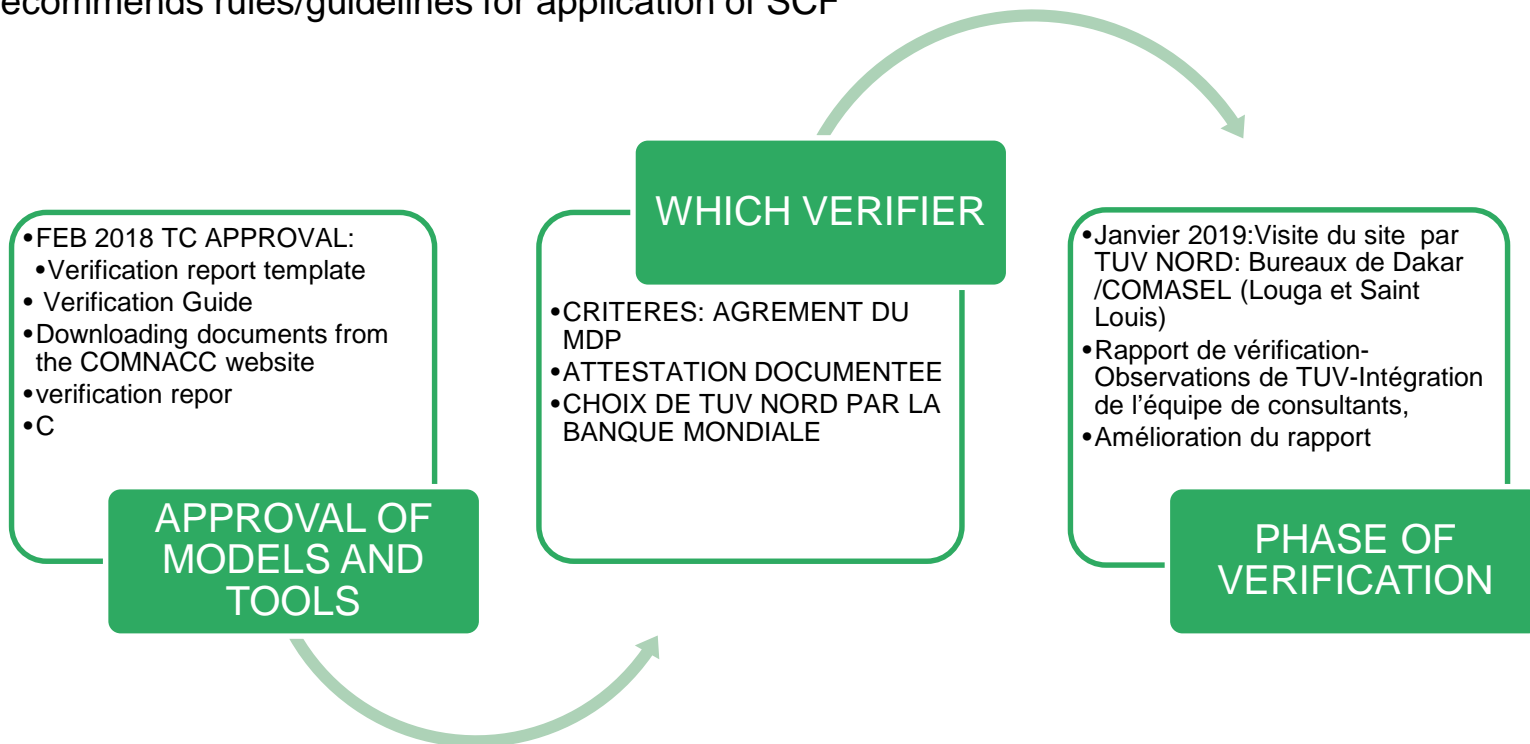 ecommends rules/guidelines for application of SCF
•FEB 2018 TC APPROVAL:
•Verification report template
• Verification Guide
•Downloading documents from
the COMNACC website
•verification repor
•C
APPROVAL OF
MODELS AND
TOOLS
WHICH VERIFIER
•CRITERES: AGREMENT DU
MDP
•ATTESTATION DOCUMENTEE
•CHOIX DE TUV NORD PAR LA
BANQUE MONDIALE
•Janvier 2019:Visite du site par
TUV NORD: Bureaux de Dakar
/COMASEL (Louga et Saint
Louis)
•Rapport de vérification-
Observations de TUV-Intégration
de l’équipe de consultants,
•Amélioration du rapport
PHASE OF
VERIFICATION